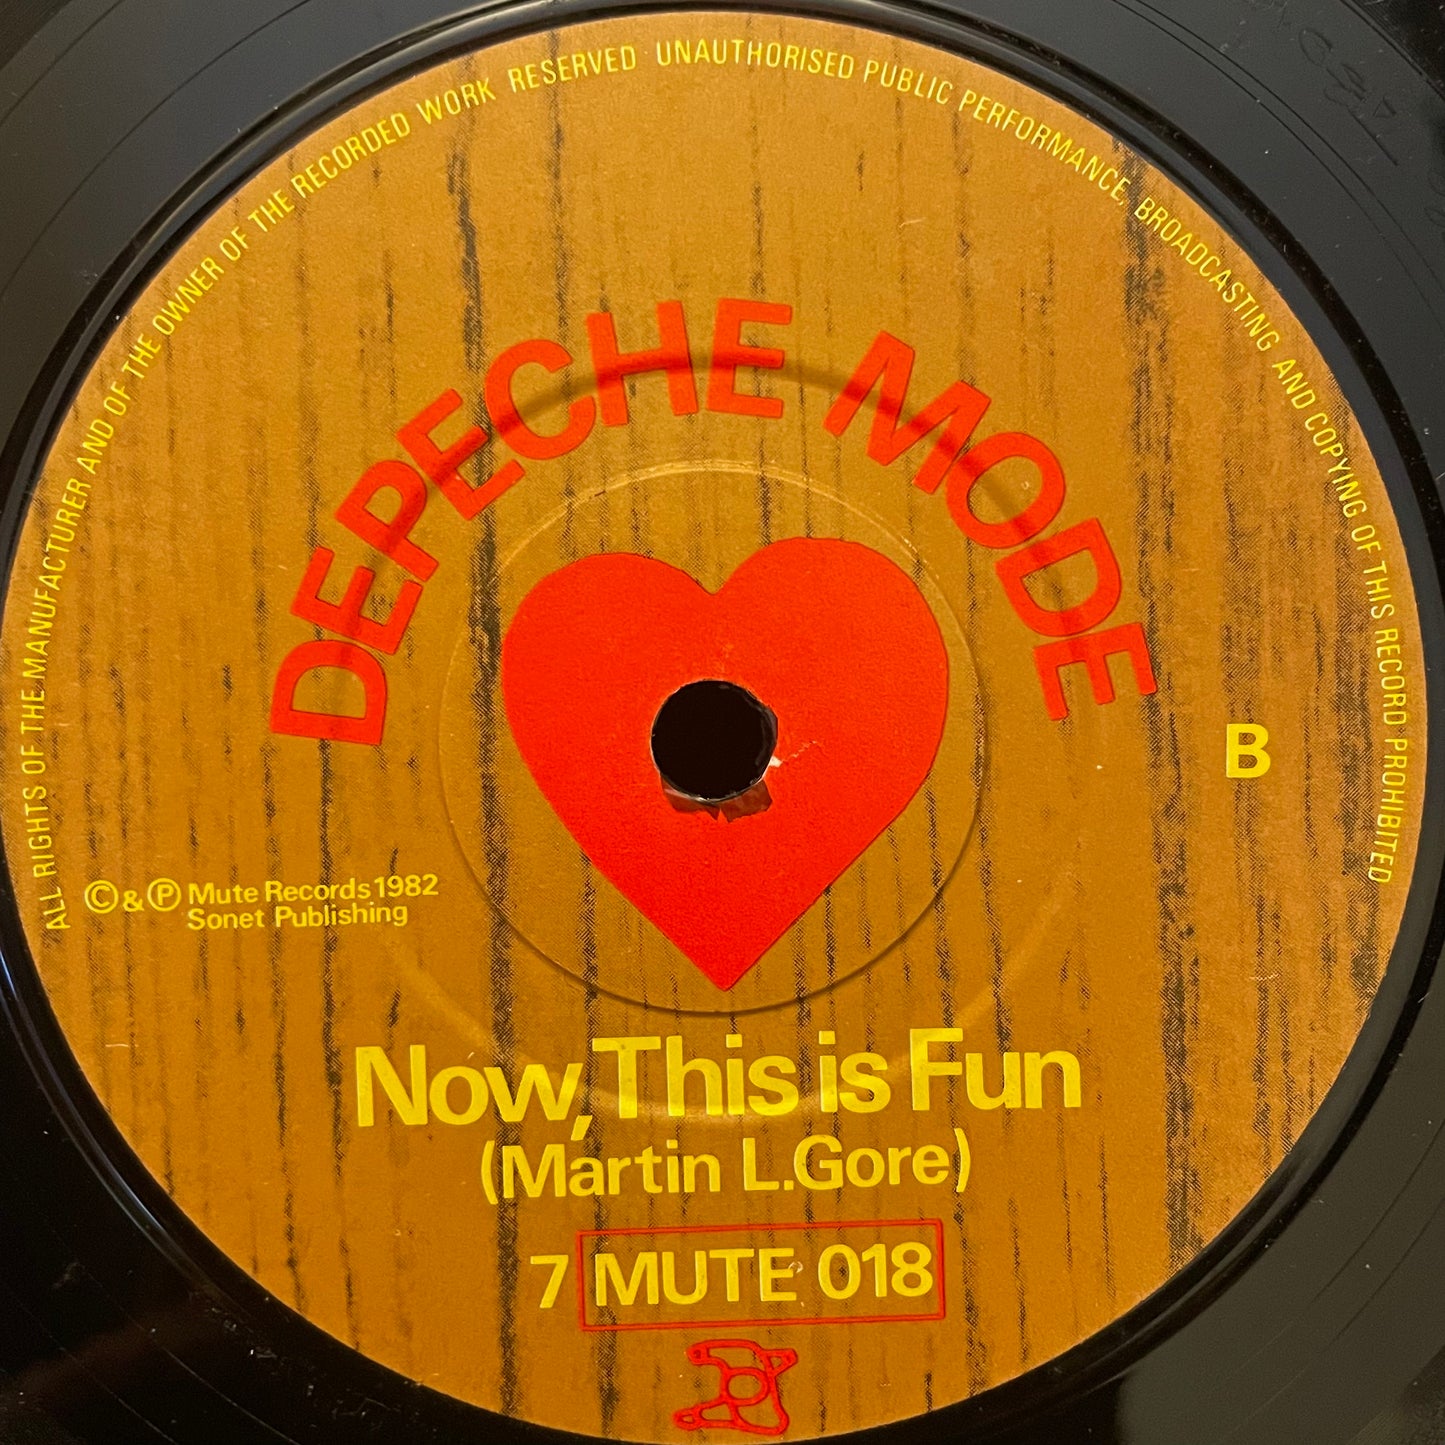 ALL RIGHTS OF THE MANUFACTURER AND OF THE OWNER OF THE RECORDED WORK RESERVED · UNAUTHORISED PUBLIC PERFORMANCE, BROADCASTING AND COPYING OF THIS RECORD PROHIBITED
DEPECHE MODE
B
©&℗ Mute Records 1982
Sonet Publishing
Now, This is Fun
(Martin L.Gore)
7 MUTE 018